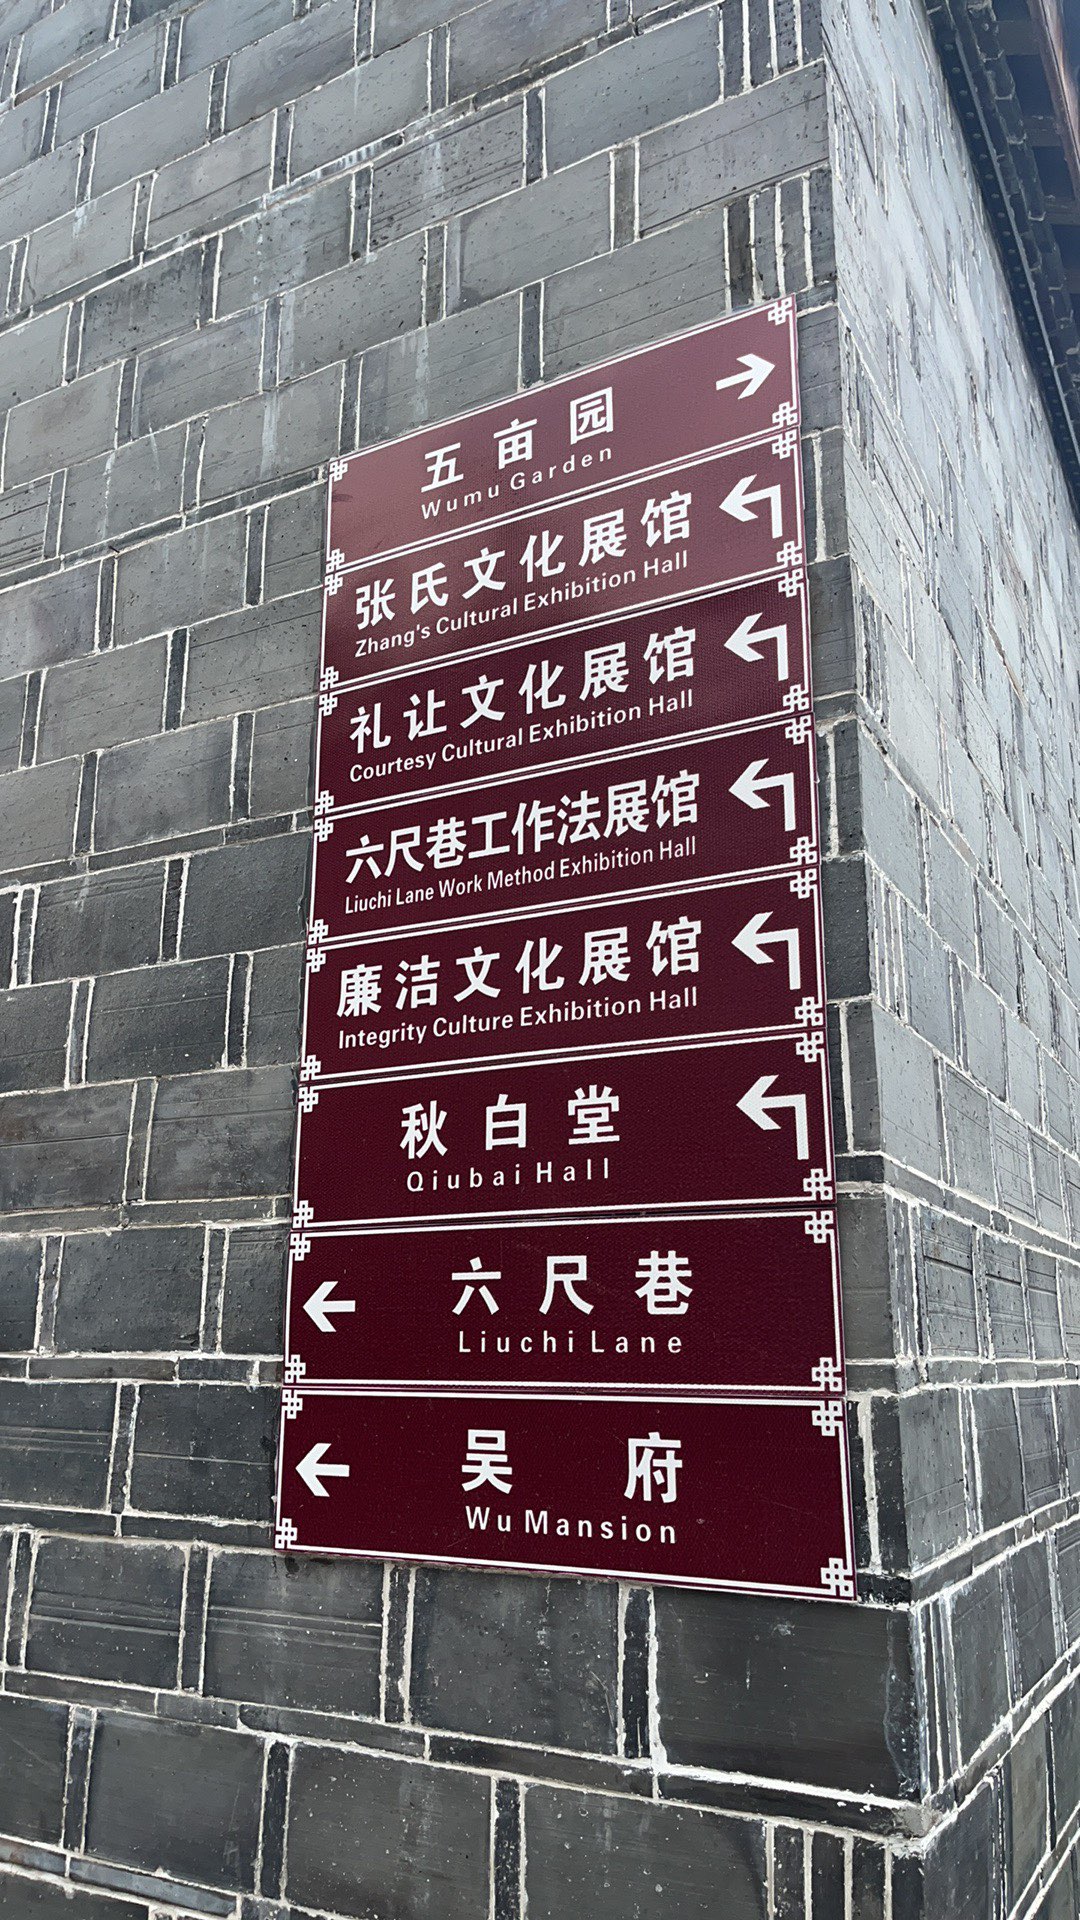 五亩园
Wumu Garden
张氏文化展馆
Zhang's Cultural Exhibition Hall
礼让文化展馆
Courtesy Cultural Exhibition Hall
六尺巷工作法展馆
Liuchi Lane Work Method Exhibition Hall
廉洁文化展馆
Integrity Culture Exhibition Hall
秋白堂
Qiubai Hall
六尺巷
Liuchi Lane
吴府
Wu Mansion